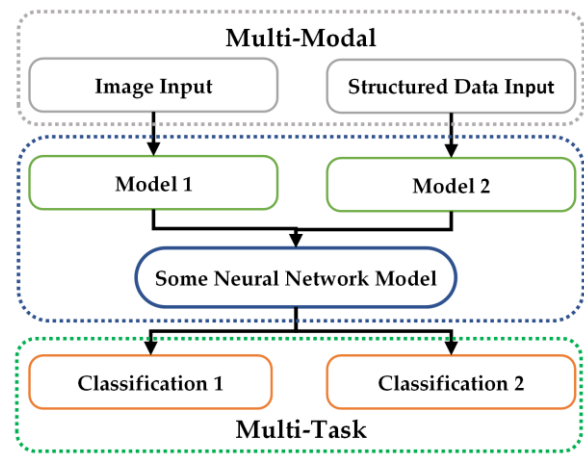 Multi-Modal
Image Input
Structured Data Input
Model 1
Model 2
Some Neural Network Model
Classification 1
Classification 2
Multi-Task